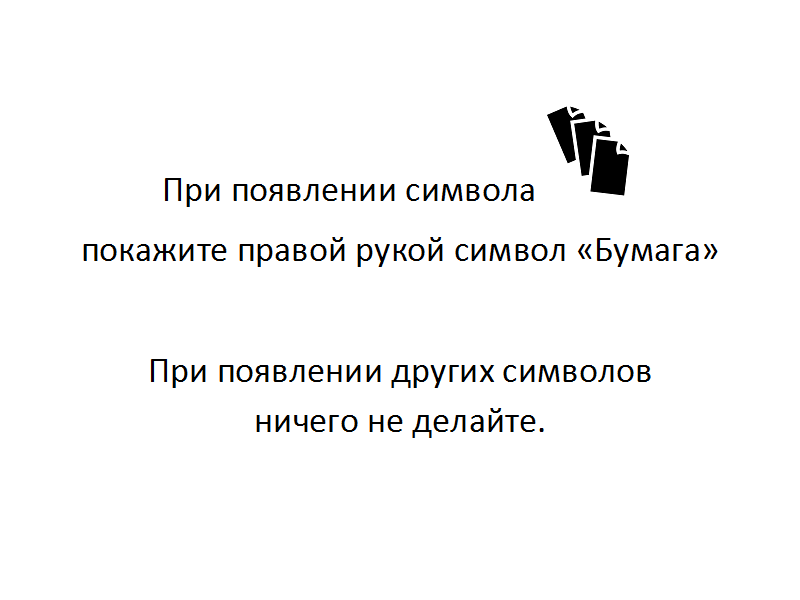 При появлении символа
покажите правой рукой символ «Бумага»
При появлении других символов
ничего не делайте.